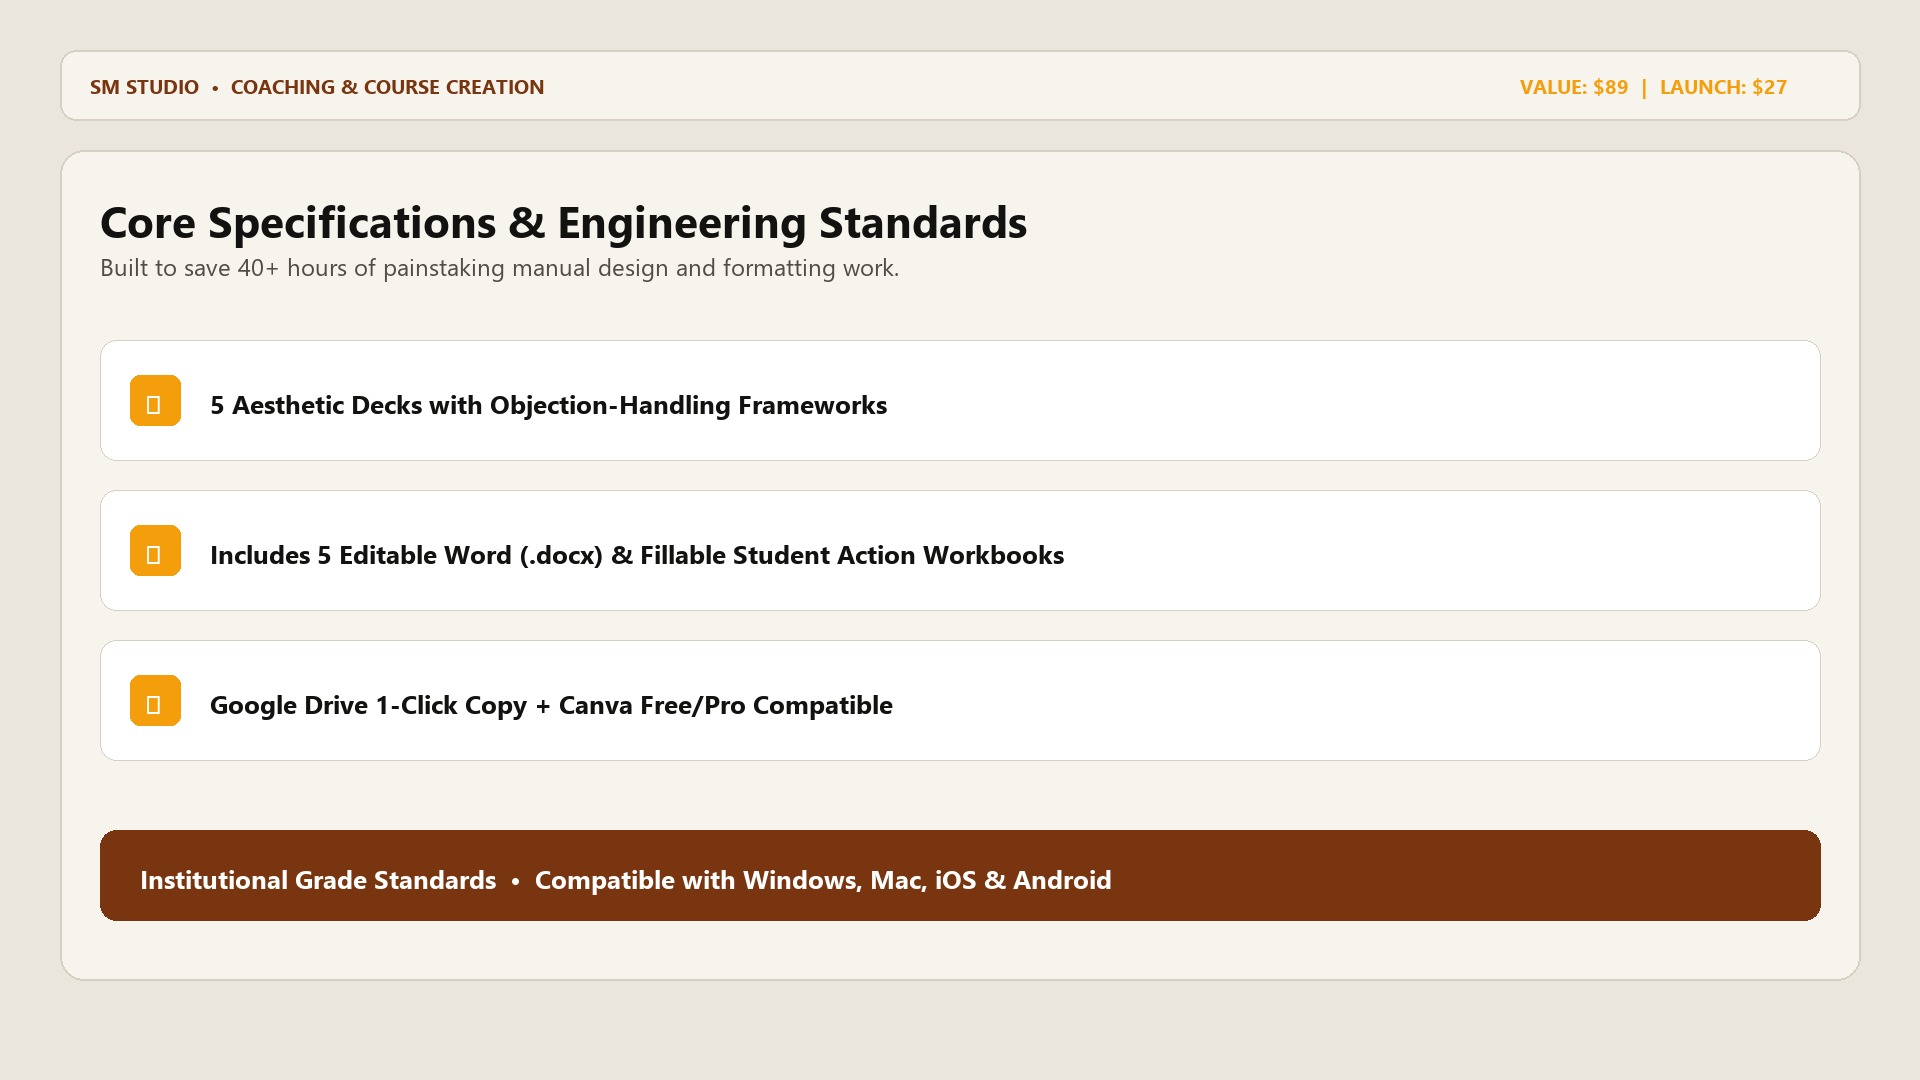 SM STUDIO • COACHING & COURSE CREATION
VALUE: $89 | LAUNCH: $27
Core Specifications & Engineering Standards
Built to save 40+ hours of painstaking manual design and formatting work.
5 Aesthetic Decks with Objection-Handling Frameworks
Includes 5 Editable Word (.docx) & Fillable Student Action Workbooks
Google Drive 1-Click Copy + Canva Free/Pro Compatible
Institutional Grade Standards • Compatible with Windows, Mac, iOS & Android